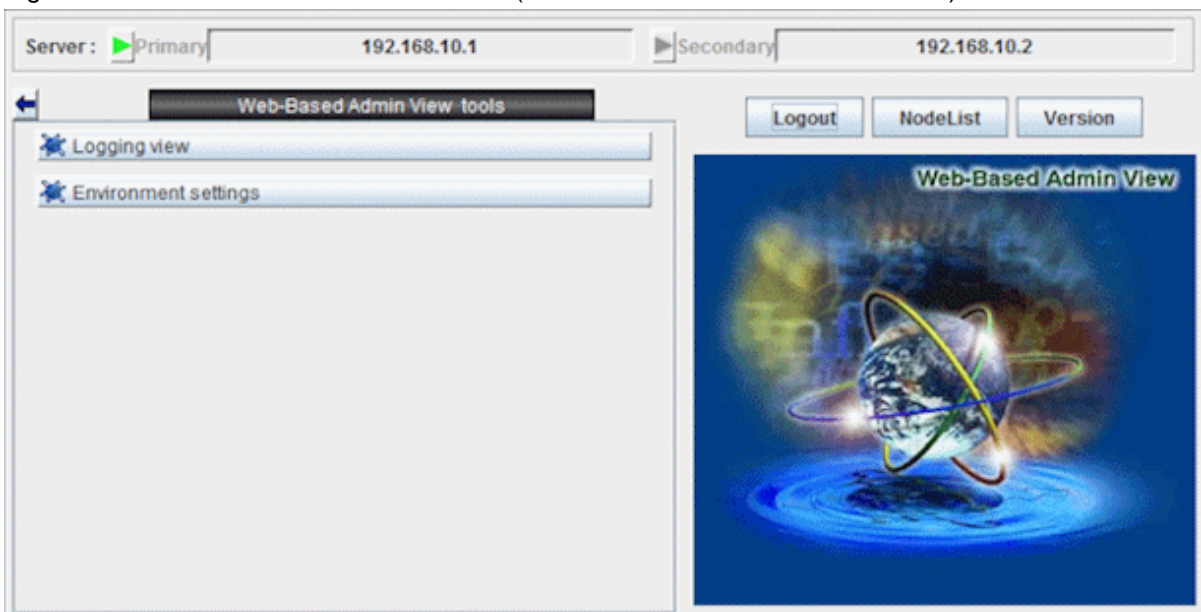 Server : Primary 192.168.10.1 Secondary 192.168.10.2
Web-Based Admin View tools
Logout NodeList Version
Logging view
Environment settings
Web-Based Admin View